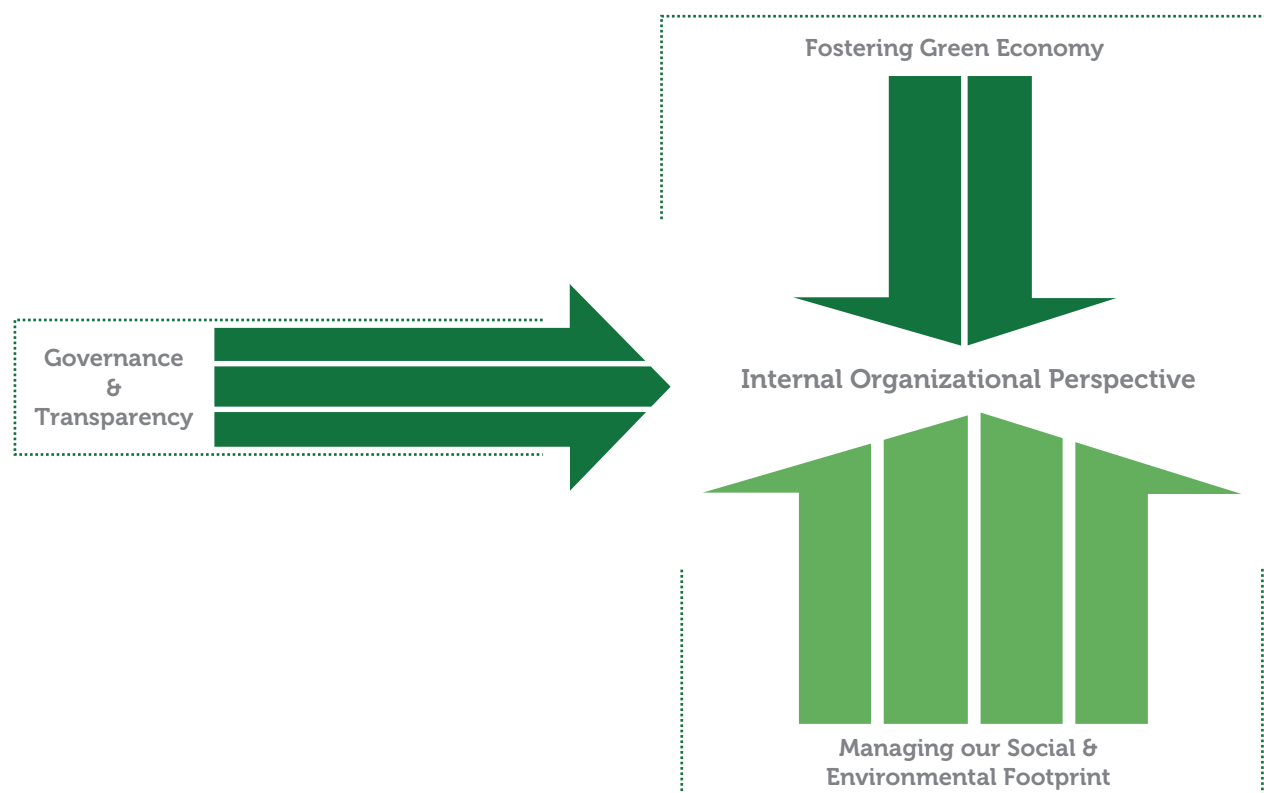 Fostering Green Economy
Governance
&
Transparency
Internal Organizational Perspective
Managing our Social &
Environmental Footprint